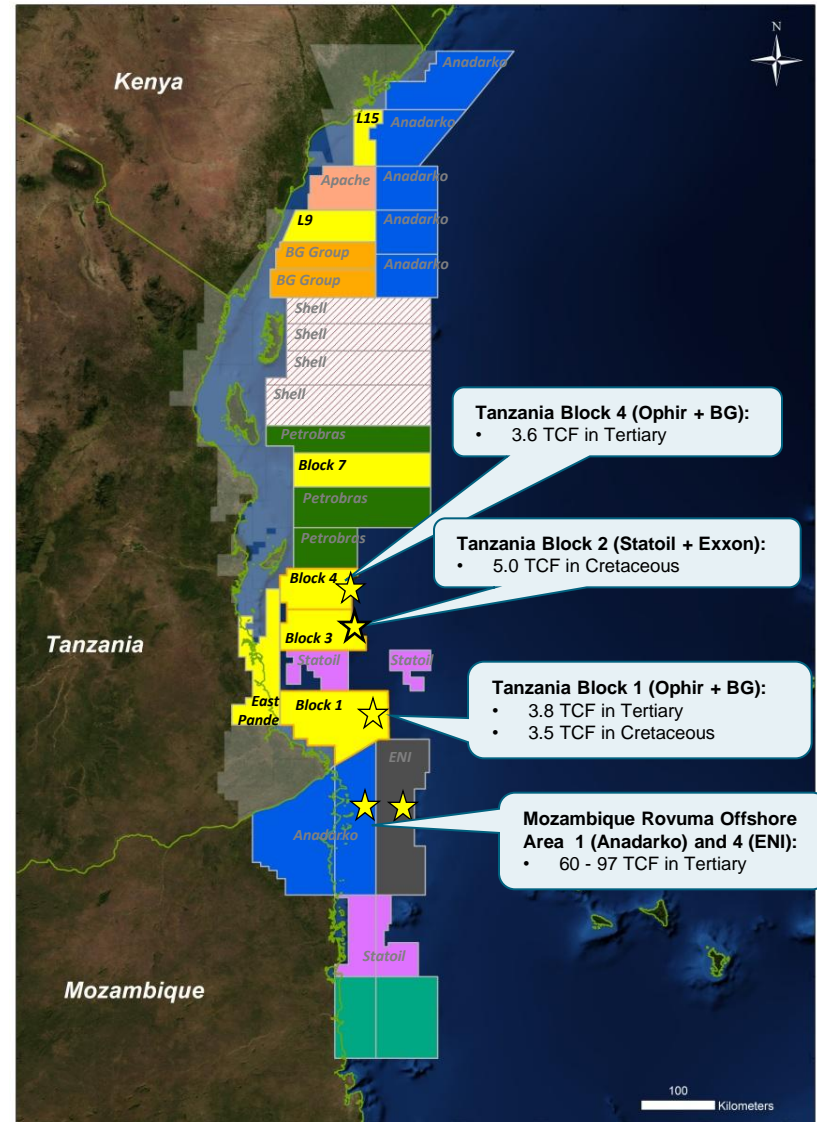 N
Kenya
Anadarko
L15
Anadarko
Apache
Anadarko
L9
Anadarko
BG Group
Anadarko
BG Group
Shell
Shell
Shell
Shell
Petrobras
Block 7
Petrobras
Petrobras
Block 4
Block 3
Statoil
Statoil
Tanzania
East
Pande
Block 1
ENI
Anadarko
Statoil
Mozambique
Tanzania Block 4 (Ophir + BG):
• 3.6 TCF in Tertiary
Tanzania Block 2 (Statoil + Exxon):
• 5.0 TCF in Cretaceous
Tanzania Block 1 (Ophir + BG):
• 3.8 TCF in Tertiary
• 3.5 TCF in Cretaceous
Mozambique Rovuma Offshore
Area 1 (Anadarko) and 4 (ENI):
• 60 - 97 TCF in Tertiary
100
Kilometers